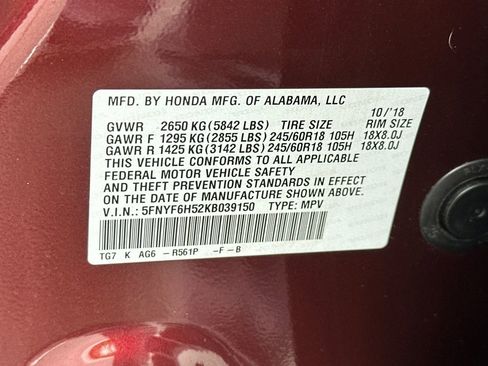 MFD. BY HONDA MFG. OF ALABAMA, LLC
10/'18
GVWR 2650 KG (5842 LBS) TIRE SIZE RIM SIZE
GAWR F 1295 KG (2855 LBS) 245/60R18 105H 18X8.0J
GAWR R 1425 KG (3142 LBS) 245/60R18 105H 18X8.0J
THIS VEHICLE CONFORMS TO ALL APPLICABLE
FEDERAL MOTOR VEHICLE SAFETY
AND THEFT PREVENTION STANDARDS IN EFFECT
ON THE DATE OF MANUFACTURE SHOWN ABOVE.
V.I.N.: 5FNYF6H52KB039150 TYPE: MPV
TG7 K AG6 -R561P -F-B